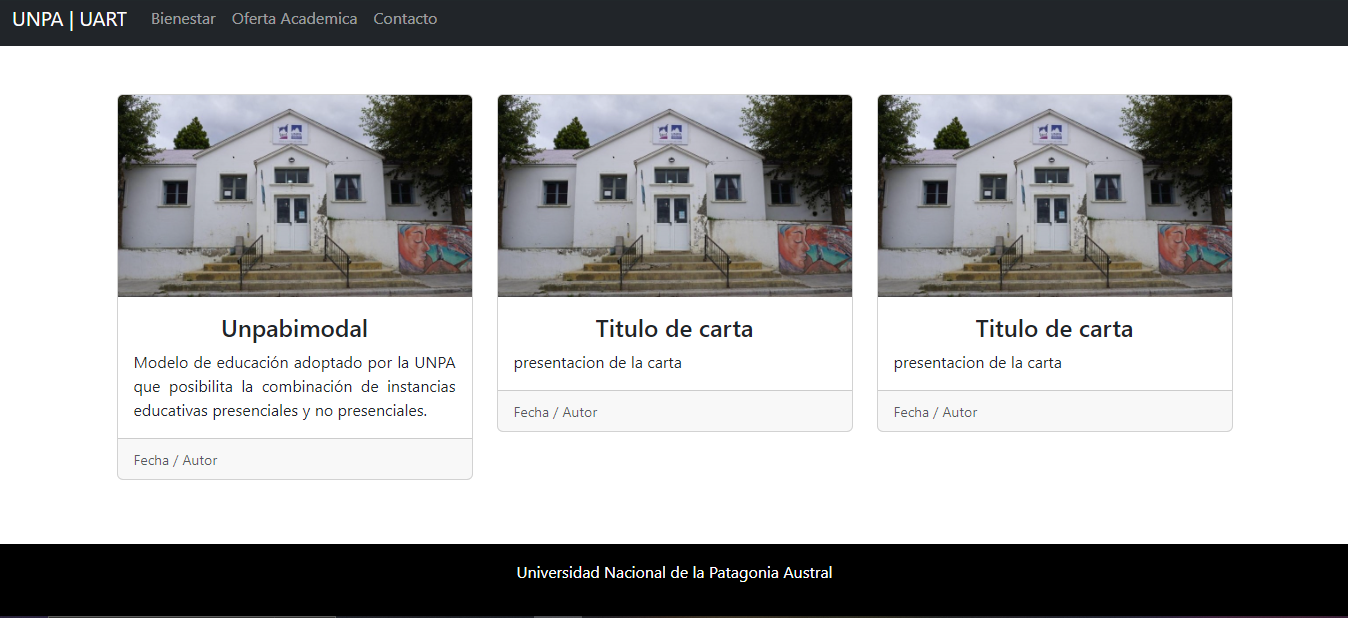 UNPA | UART Bienestar Oferta Academica Contacto
Unpabimodal
Modelo de educación adoptado por la UNPA
que posibilita la combinación de instancias
educativas presenciales y no presenciales.
Fecha / Autor
Titulo de carta
presentacion de la carta
Fecha / Autor
Titulo de carta
presentacion de la carta
Fecha / Autor
Universidad Nacional de la Patagonia Austral